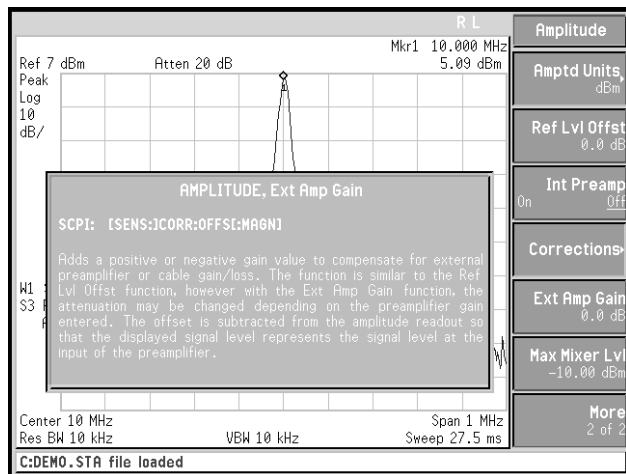 R L
Mkr1 10.000 MHz
Ref 7 dBm Atten 20 dB 5.09 dBm
Peak
Log
10
dB/
AMPLITUDE, Ext Amp Gain
SCPI: [SENS:]CORR:OFFS[:MAGN]
Adds a positive or negative gain value to compensate for external
preamplifier or cable gain/loss. The function is similar to the Ref
Lvl Offst function, however with the Ext Amp Gain function, the
attenuation may be changed depending on the preamplifier gain
entered. The offset is subtracted from the amplitude readout so
that the displayed signal level represents the signal level at the
input of the preamplifier.
W1
S3
Center 10 MHz Span 1 MHz
Res BW 10 kHz VBW 10 kHz Sweep 27.5 ms
C:DEMO.STA file loaded
Amplitude
Amptd Units
dBm
Ref Lvl Offst
0.0 dB
Int Preamp
On Off
Corrections
Ext Amp Gain
0.0 dB
Max Mixer Lvl
-10.00 dBm
More
2 of 2